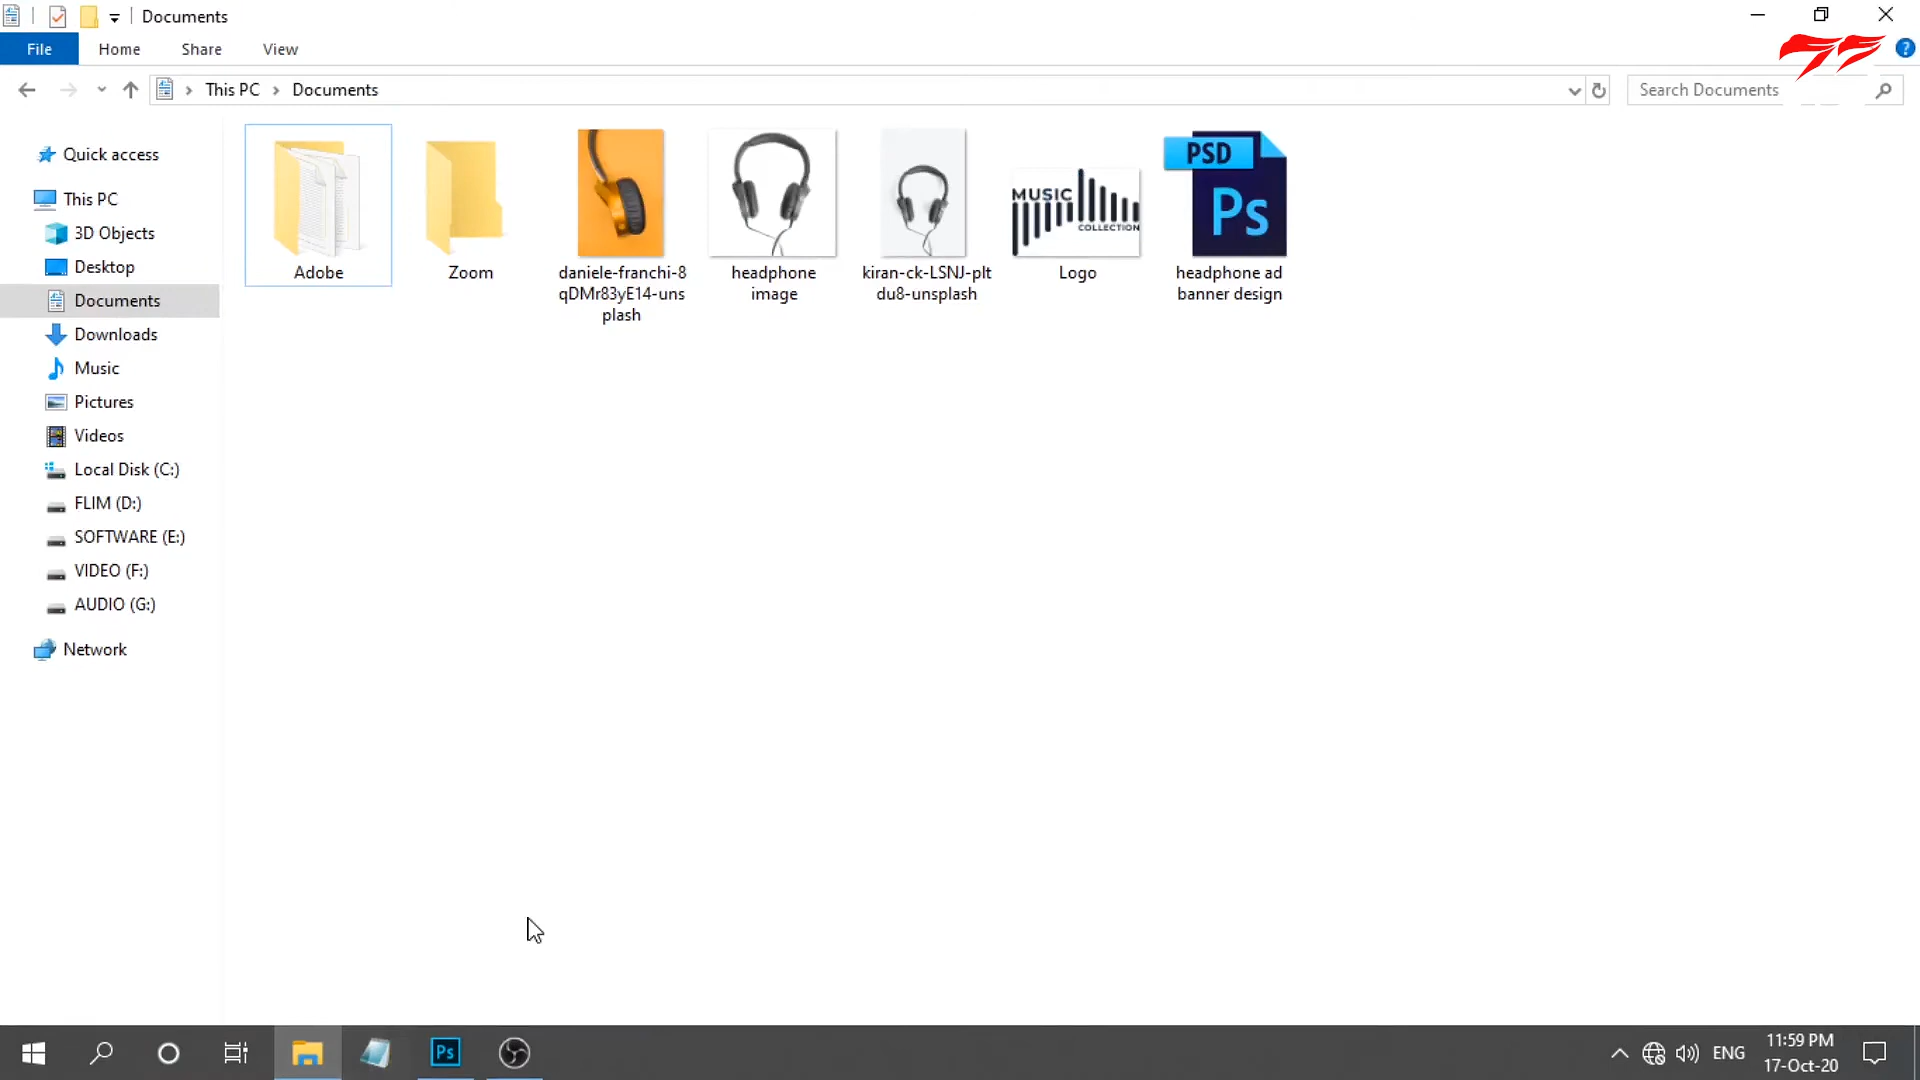 Documents
File
Home
Share
View
This PC
Documents
Search Documents
Quick access
This PC
3D Objects
Desktop
Documents
Downloads
Music
Pictures
Videos
Local Disk (C:)
FLIM (D:)
SOFTWARE (E:)
VIDEO (F:)
AUDIO (G:)
Network
MUSIC
COLLECTION
PSD
Ps
Adobe
Zoom
daniele-franchi-8
qDMr83yE14-uns
plash
headphone
image
kiran-ck-LSNJ-plt
du8-unsplash
Logo
headphone ad
banner design
Ps
ENG
11:59 PM
17-Oct-20